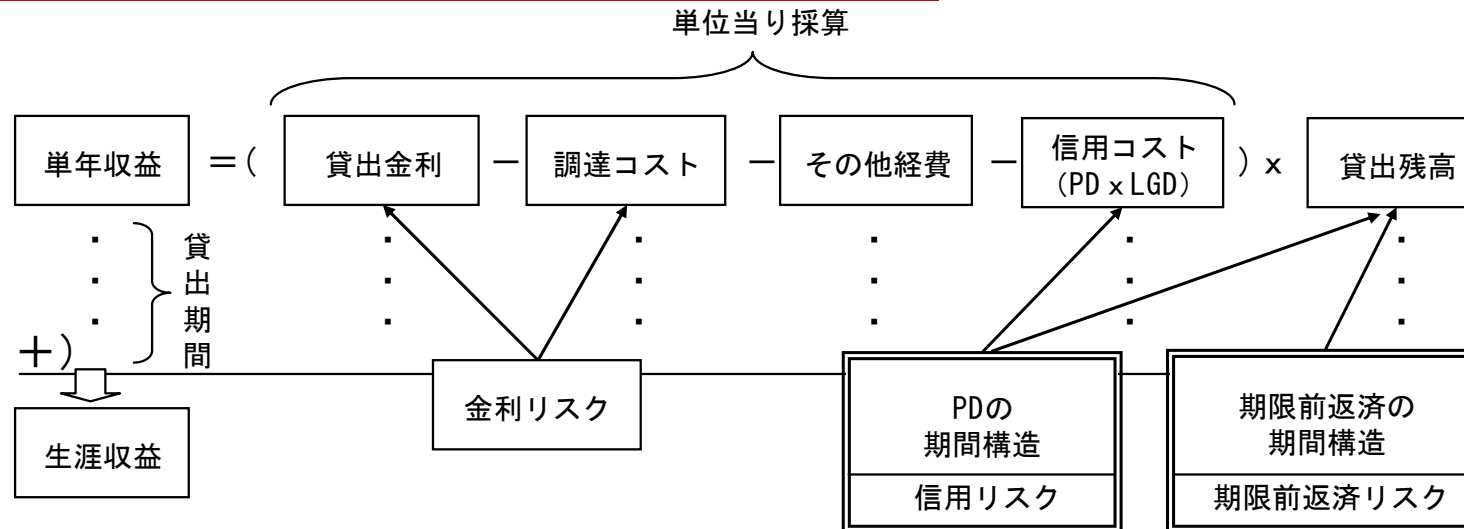 単位当り採算
単年収益 ＝( 貸出金利 － 調達コスト － その他経費 － 信用コスト
(PDxLGD) ) x 貸出残高
貸出期間
＋)
金利リスク
PDの
期間構造
信用リスク
期限前返済の
期間構造
期限前返済リスク
生涯収益